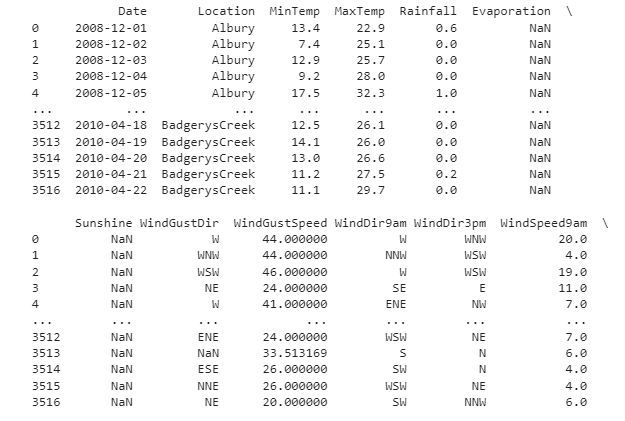 Date Location MinTemp MaxTemp Rainfall Evaporation \
0 2008-12-01 Albury 13.4 22.9 0.6 NaN
1 2008-12-02 Albury 7.4 25.1 0.0 NaN
2 2008-12-03 Albury 12.9 25.7 0.0 NaN
3 2008-12-04 Albury 9.2 28.0 0.0 NaN
4 2008-12-05 Albury 17.5 32.3 1.0 NaN
... ... ... ... ... ... ...
3512 2010-04-18 BadgerysCreek 12.5 26.1 0.0 NaN
3513 2010-04-19 BadgerysCreek 14.1 26.0 0.0 NaN
3514 2010-04-20 BadgerysCreek 13.0 26.6 0.0 NaN
3515 2010-04-21 BadgerysCreek 11.2 27.5 0.2 NaN
3516 2010-04-22 BadgerysCreek 11.1 29.7 0.0 NaN
Sunshine WindGustDir WindGustSpeed WindDir9am WindDir3pm WindSpeed9am \
0 NaN W 44.000000 W WNW 20.0
1 NaN WNW 44.000000 NNW WSW 4.0
2 NaN WSW 46.000000 W WSW 19.0
3 NaN NE 24.000000 SE E 11.0
4 NaN W 41.000000 ENE NW 7.0
... ... ... ... ... ... ...
3512 NaN ENE 24.000000 WSW NE 7.0
3513 NaN NaN 33.513169 S N 6.0
3514 NaN ESE 26.000000 SW N 4.0
3515 NaN NNE 26.000000 WSW NE 4.0
3516 NaN NE 20.000000 SW NNW 6.0